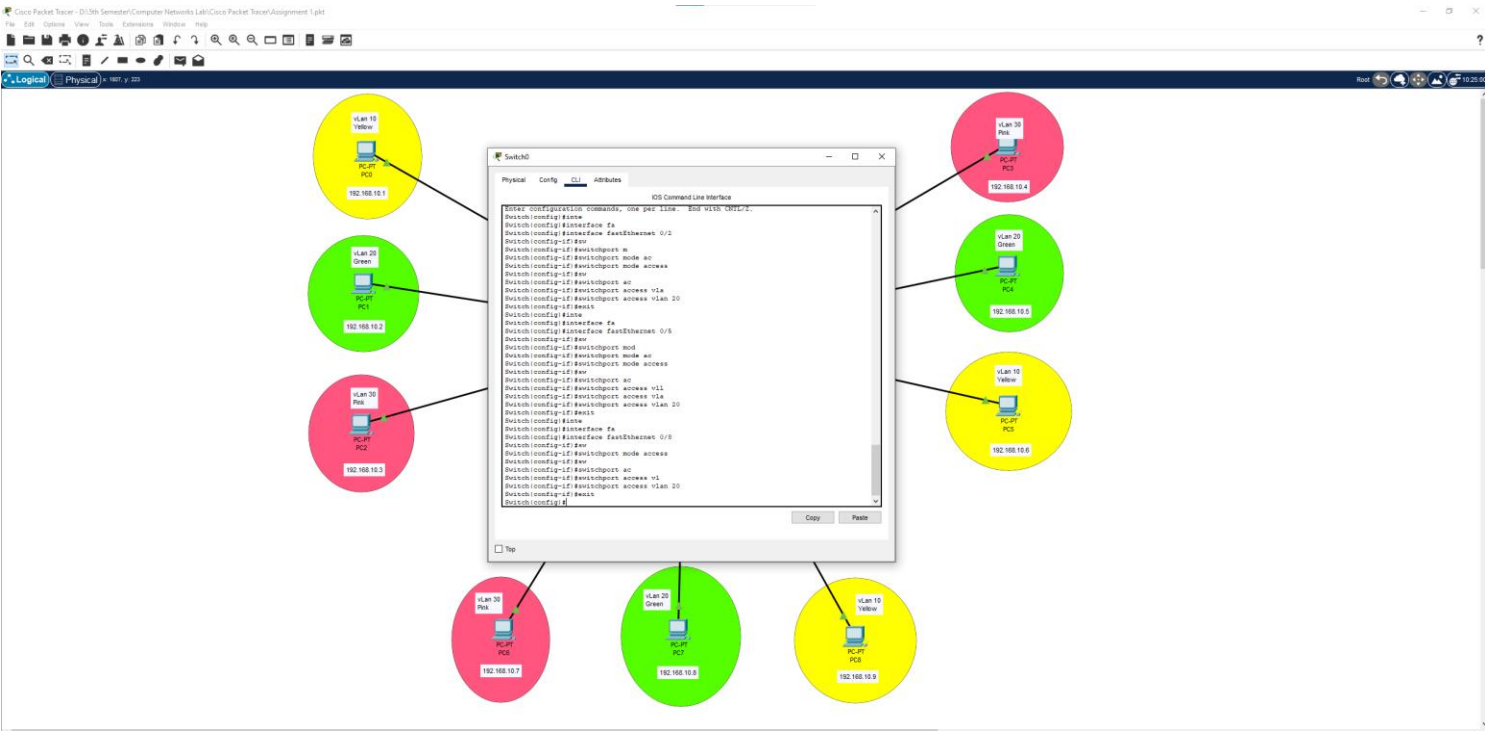 Cisco Packet Tracer - D:\5th Semester\Computer Networks Lab\Cisco Packet Tracer\Assignment 1.pkt
File Edit Options View Tools Extensions Window Help
?
Logical Physical x: 1607, y: 223
Root 10:25:00
vLan 10
Yellow
PC-PT
PC0
192.168.10.1
vLan 20
Green
PC-PT
PC1
192.168.10.2
vLan 30
Pink
PC-PT
PC2
192.168.10.3
Switch0
Physical Config CLI Attributes
IOS Command Line Interface
Enter configuration commands, one per line. End with CNTL/Z.
Switch(config)#inte
Switch(config)#interface fa
Switch(config)#interface fastEthernet 0/2
Switch(config-if)#sw
Switch(config-if)#switchport m
Switch(config-if)#switchport mode ac
Switch(config-if)#switchport mode access
Switch(config-if)#sw
Switch(config-if)#switchport ac
Switch(config-if)#switchport access vla
Switch(config-if)#switchport access vlan 20
Switch(config-if)#exit
Switch(config)#inte
Switch(config)#interface fa
Switch(config)#interface fastEthernet 0/5
Switch(config-if)#sw
Switch(config-if)#switchport mod
Switch(config-if)#switchport mode ac
Switch(config-if)#switchport mode access
Switch(config-if)#sw
Switch(config-if)#switchport ac
Switch(config-if)#switchport access vll
Switch(config-if)#switchport access vla
Switch(config-if)#switchport access vlan 20
Switch(config-if)#exit
Switch(config)#inte
Switch(config)#interface fa
Switch(config)#interface fastEthernet 0/8
Switch(config-if)#sw
Switch(config-if)#switchport mode access
Switch(config-if)#sw
Switch(config-if)#switchport ac
Switch(config-if)#switchport access vl
Switch(config-if)#switchport access vlan 20
Switch(config-if)#exit
Switch(config)#
Copy Paste
Top
vLan 30
Pink
PC-PT
PC3
192.168.10.4
vLan 20
Green
PC-PT
PC4
192.168.10.5
vLan 10
Yellow
PC-PT
PC5
192.168.10.6
vLan 30
Pink
PC-PT
PC6
192.168.10.7
vLan 20
Green
PC-PT
PC7
192.168.10.8
vLan 10
Yellow
PC-PT
PC8
192.168.10.9